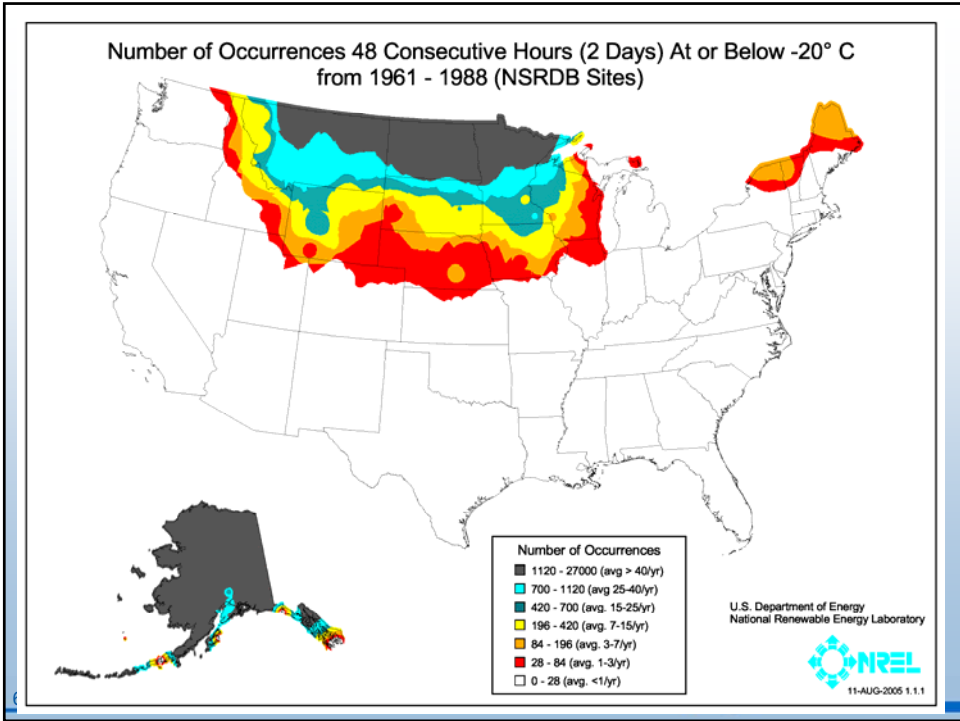 Number of Occurrences 48 Consecutive Hours (2 Days) At or Below -20° C
from 1961 - 1988 (NSRDB Sites)
Number of Occurrences
1120 - 27000 (avg > 40/yr)
700 - 1120 (avg 25-40/yr)
420 - 700 (avg. 15-25/yr)
196 - 420 (avg. 7-15/yr)
84 - 196 (avg. 3-7/yr)
28 - 84 (avg. 1-3/yr)
0 - 28 (avg. <1/yr)
U.S. Department of Energy
National Renewable Energy Laboratory
NREL
11-AUG-2005 1.1.1